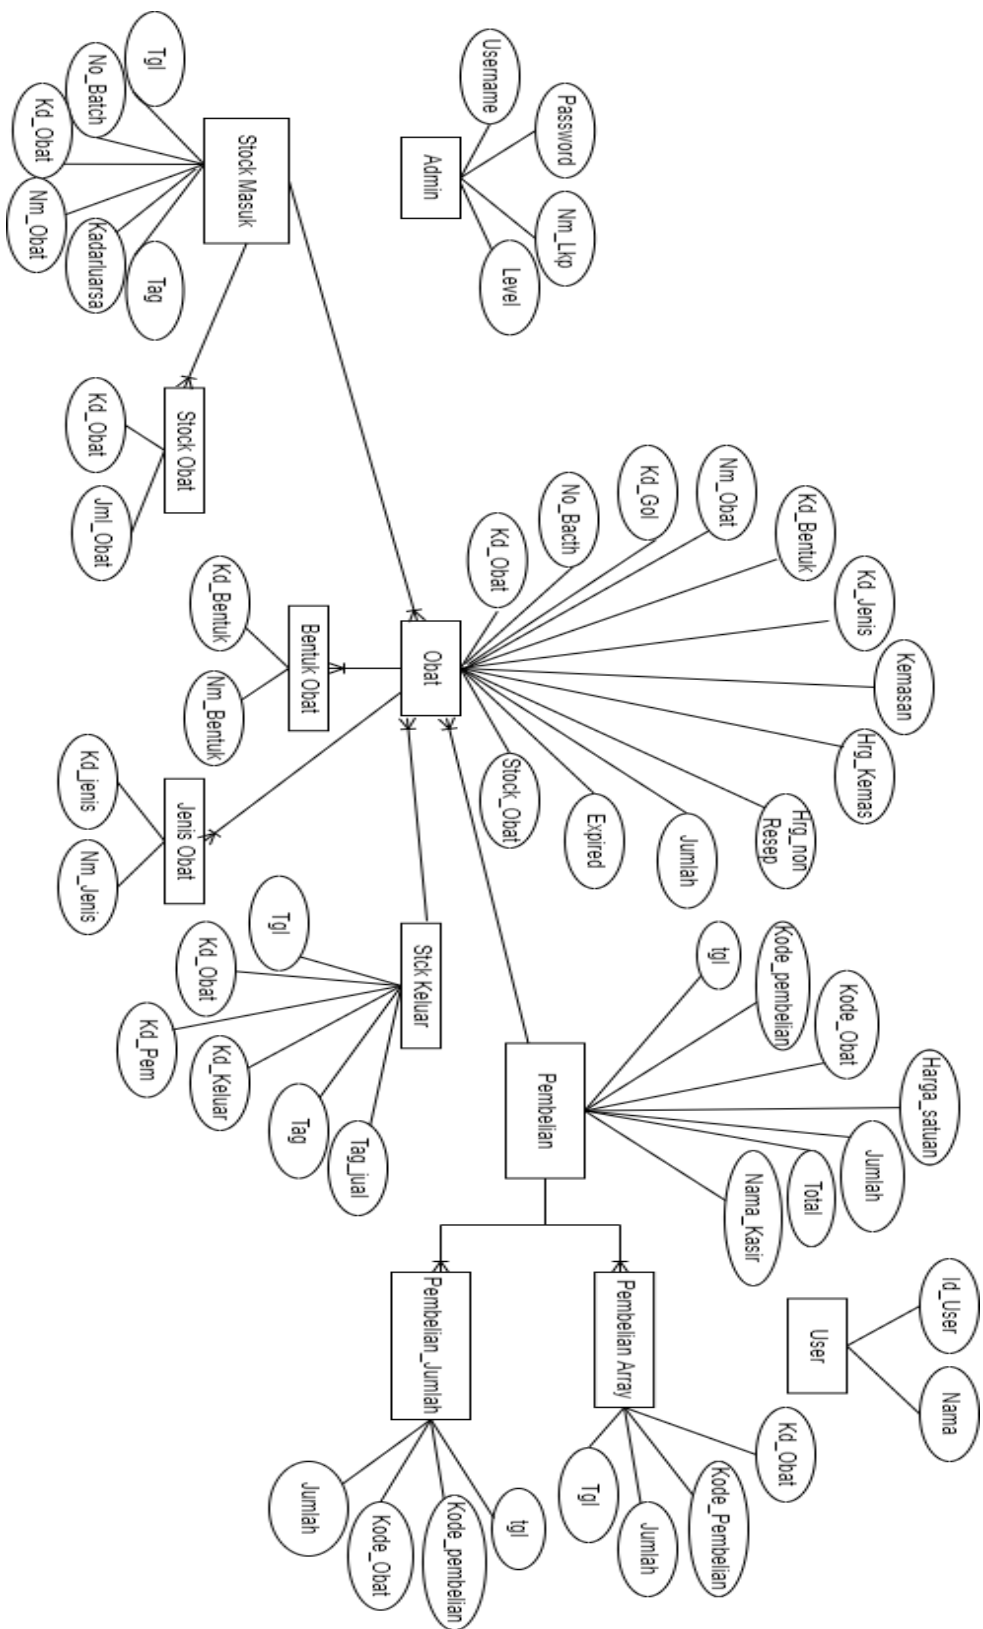 Username
Password
Nm_Lkp
Level
Admin
Tgl
No_Batch
Kd_Obat
Nm_Obat
Kadarluarsa
Tag
Stock Masuk
Stock Obat
Kd_Obat
Jml_Obat
Kd_Obat
No_Bacth
Kd_Gol
Nm_Obat
Kd_Bentuk
Kd_Jenis
Kemasan
Hrg_Kemas
Hrg_non
Resep
Jumlah
Expired
Stock_Obat
Obat
Bentuk Obat
Kd_Bentuk
Nm_Bentuk
Jenis Obat
Kd_jenis
Nm_Jenis
Stck Keluar
Tgl
Kd_Obat
Kd_Pem
Kd_Keluar
Tag
Tag_jual
tgl
Kode_pembelian
Kode_Obat
Harga_satuan
Jumlah
Total
Nama_Kasir
Pembelian
User
Id_User
Nama
Pembelian Array
Kd_Obat
Kode_Pembelian
Jumlah
Tgl
Pembelian_Jumlah
tgl
Kode_pembelian
Kode_Obat
Jumlah